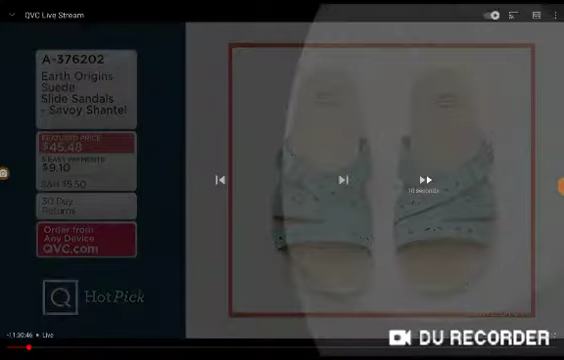 QVC Live Stream
A-376202
Earth Origins
Suede
Slide Sandals
- Savoy Shantel
FEATURED PRICE
$45.48
5 EASY PAYMENTS
$9.10
S&H $5.50
30 Day
Returns
Order from
Any Device
QVC.com
10 seconds
Q HotPick
-11:30:46 • Live
DU RECORDER